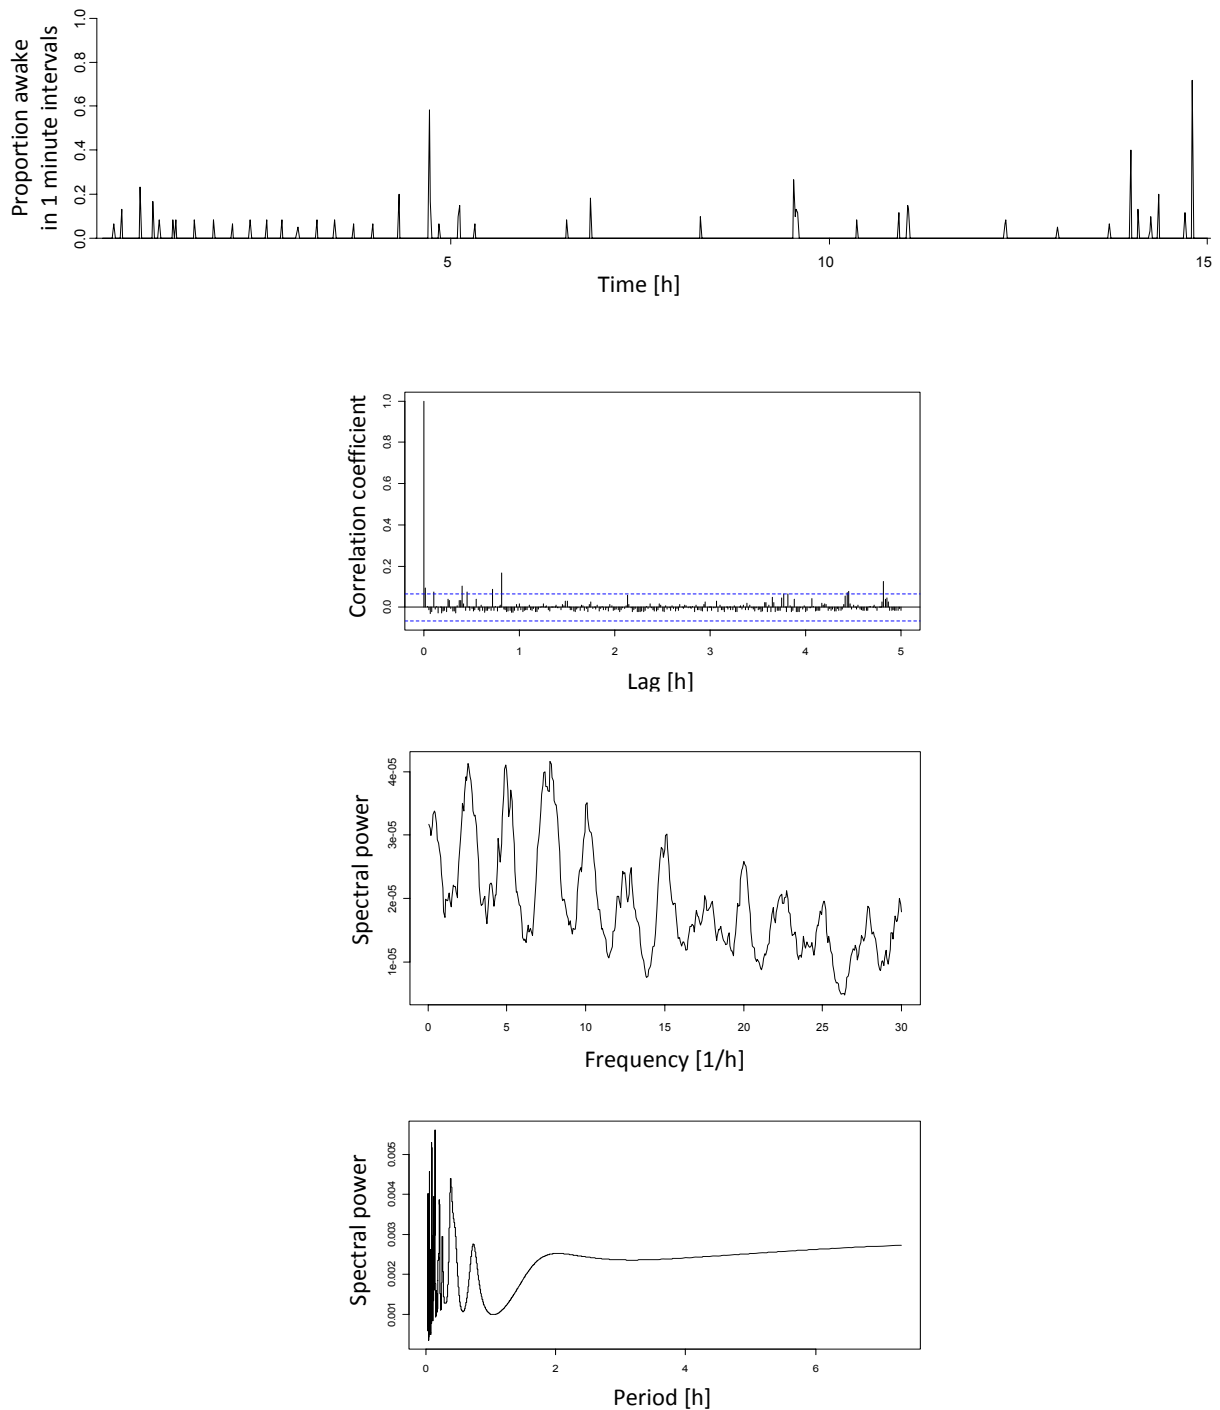 Proportion awake
in 1 minute intervals
0.0 0.2 0.4 0.6 0.8 1.0
5 10 15
Time [h]
Correlation coefficient
0.0 0.2 0.4 0.6 0.8 1.0
0 1 2 3 4 5
Lag [h]
Spectral power
1e-05 2e-05 3e-05 4e-05
0 5 10 15 20 25 30
Frequency [1/h]
Spectral power
0.001 0.002 0.003 0.004 0.005
0 2 4 6
Period [h]